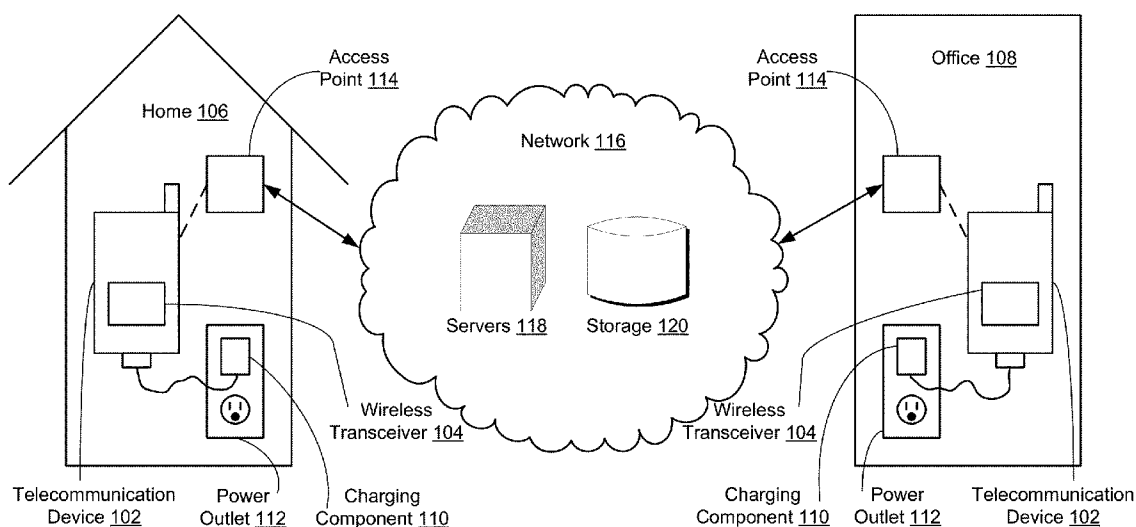 Access
Point 114
Home 106
Network 116
Servers 118
Storage 120
Wireless
Transceiver 104
Telecommunication
Device 102
Power
Outlet 112
Charging
Component 110
Access
Point 114
Office 108
Wireless
Transceiver 104
Charging
Component 110
Power
Outlet 112
Telecommunication
Device 102